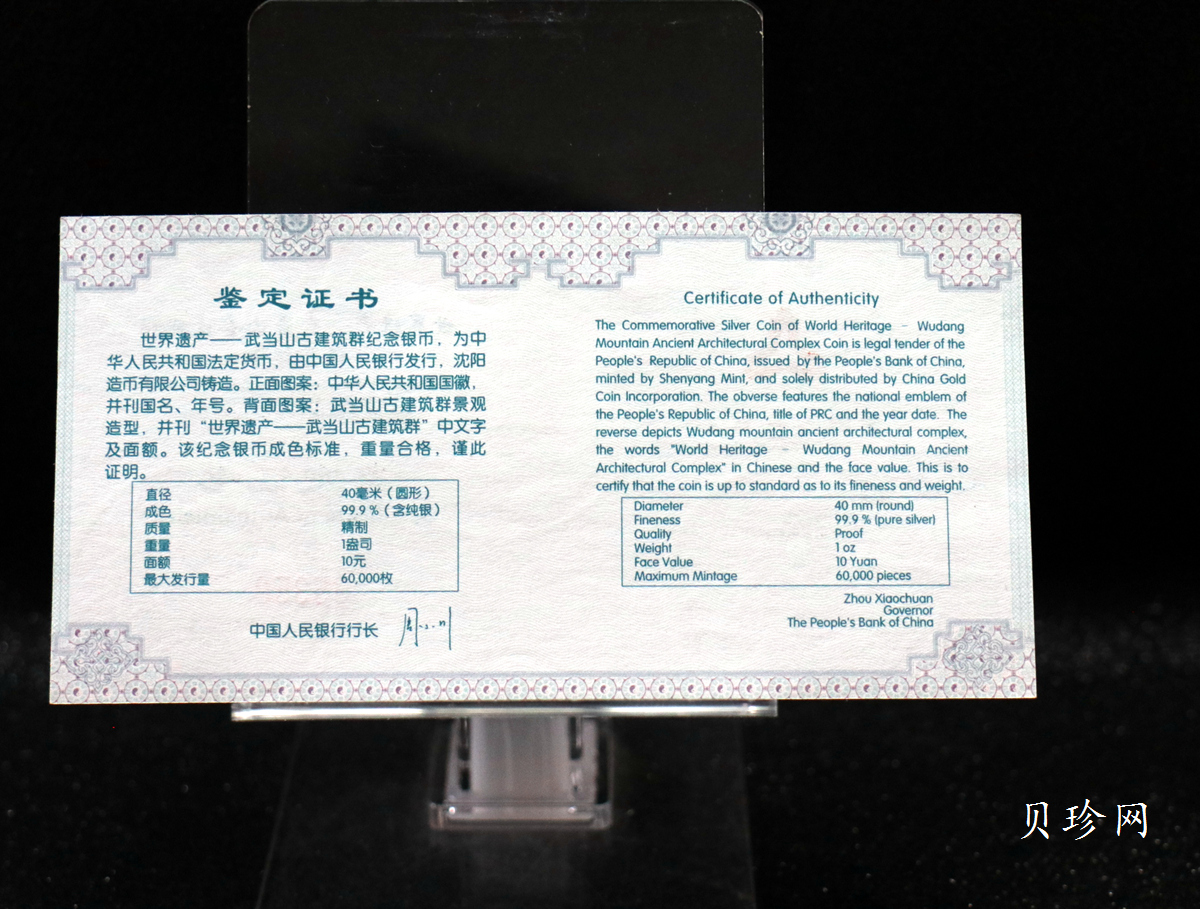 鉴定证书
世界遗产——武当山古建筑群纪念银币，为中
华人民共和国法定货币，由中国人民银行发行，沈阳
造币有限公司铸造。正面图案：中华人民共和国国徽，
并刊国名、年号。背面图案：武当山古建筑群景观
造型，并刊“世界遗产——武当山古建筑群”中文字
及面额。该纪念银币成色标准，重量合格，谨此
证明。
直径 40毫米（圆形）
成色 99.9％（含纯银）
质量 精制
重量 1盎司
面额 10元
最大发行量 60,000枚
中国人民银行行长 周小川
Certificate of Authenticity
The Commemorative Silver Coin of World Heritage – Wudang
Mountain Ancient Architectural Complex Coin is legal tender of the
People's Republic of China, issued by the People's Bank of China,
minted by Shenyang Mint, and solely distributed by China Gold
Coin Incorporation. The obverse features the national emblem of
the People's Republic of China, title of PRC and the year date. The
reverse depicts Wudang mountain ancient architectural complex,
the words "World Heritage – Wudang Mountain Ancient
Architectural Complex" in Chinese and the face value. This is to
certify that the coin is up to standard as to its fineness and weight.
Diameter 40 mm (round)
Fineness 99.9 % (pure silver)
Quality Proof
Weight 1 oz
Face Value 10 Yuan
Maximum Mintage 60,000 pieces
Zhou Xiaochuan
Governor
The People's Bank of China
贝珍网